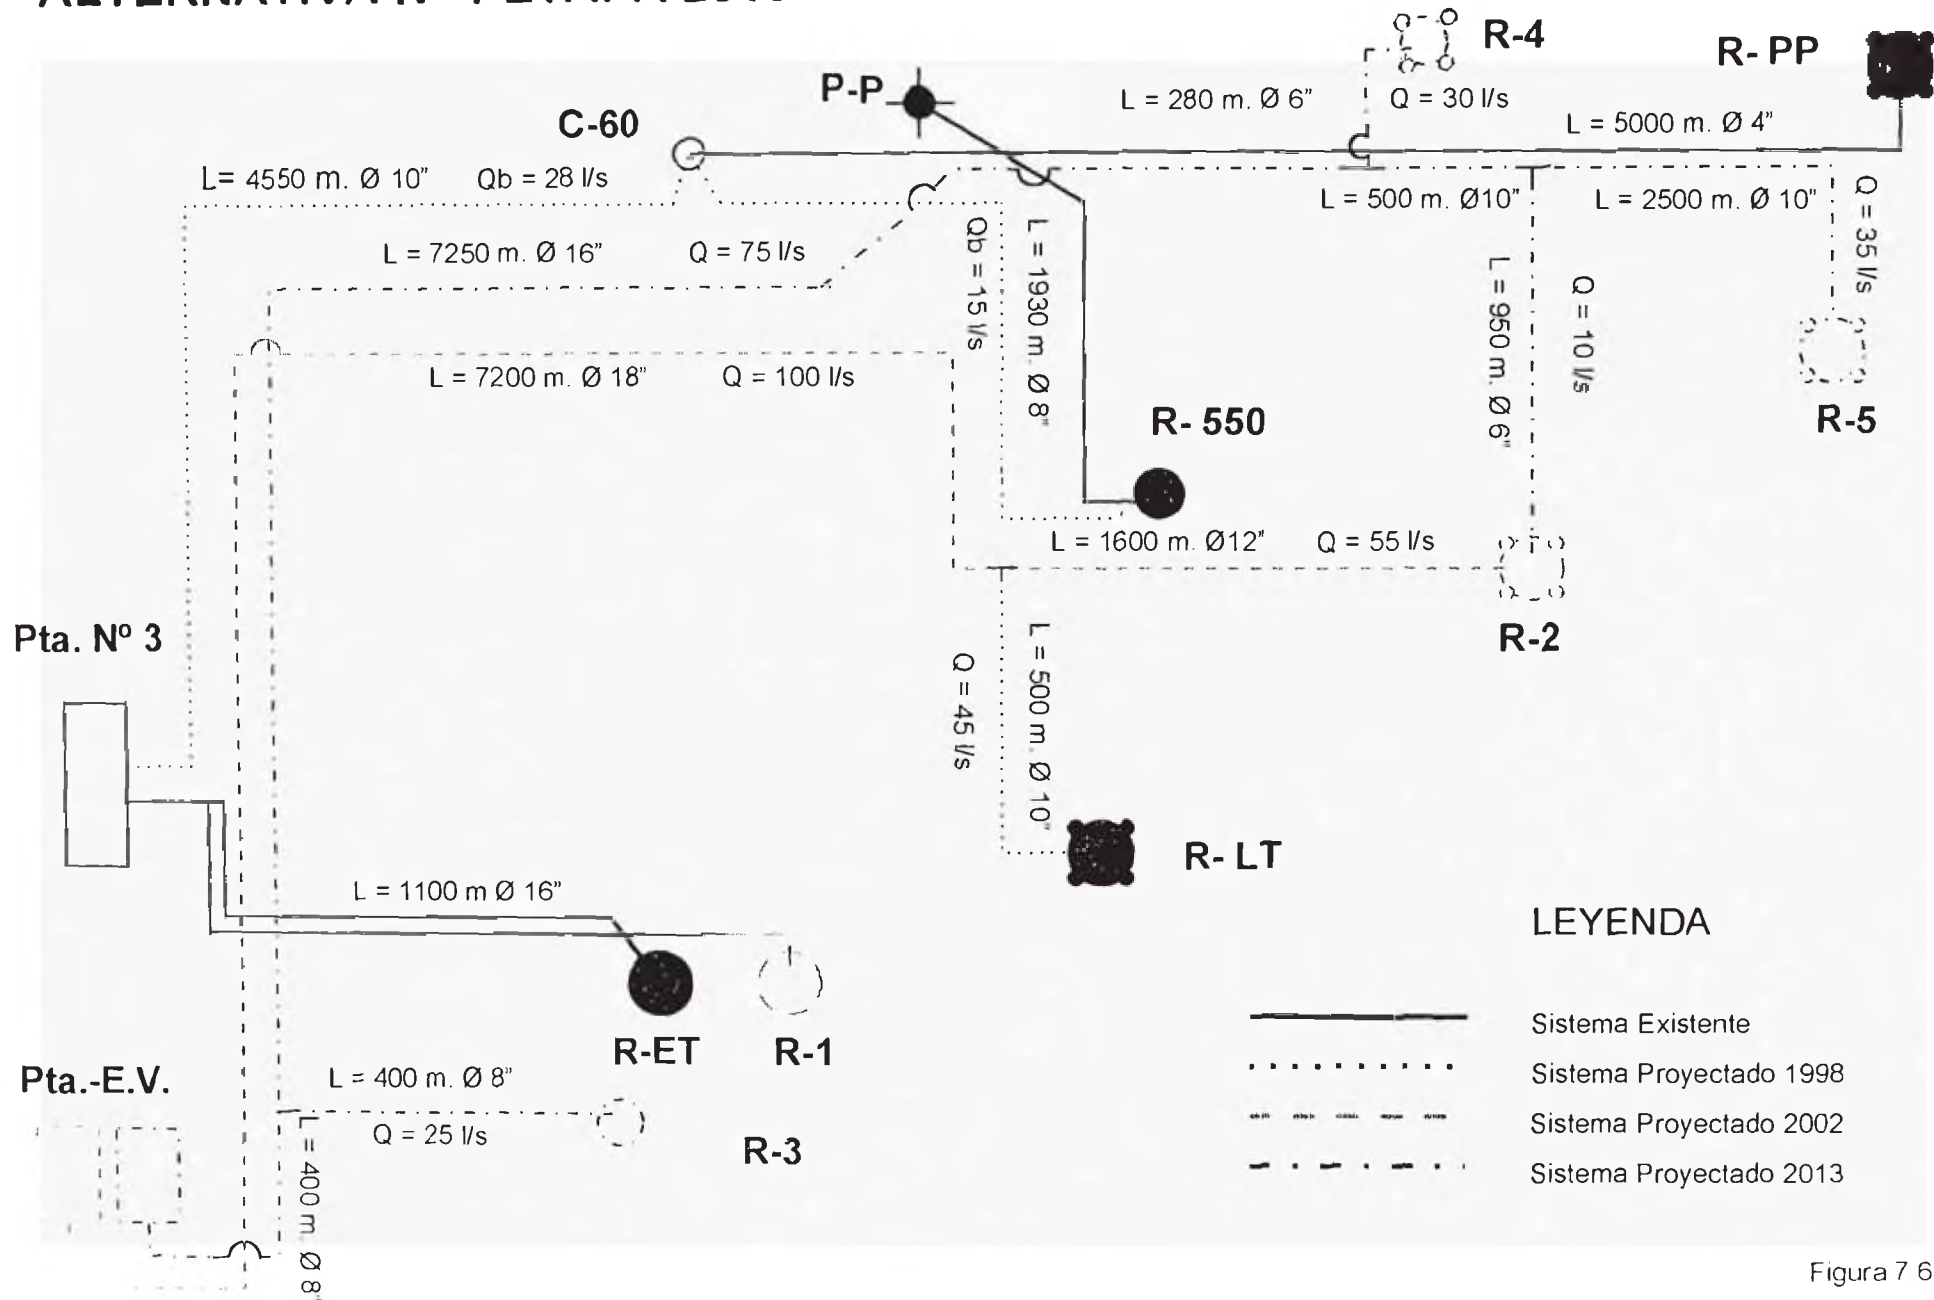 R-4
R- PP
P-P
L = 280 m. Ø 6"
Q = 30 l/s
C-60
L = 5000 m. Ø 4"
L= 4550 m. Ø 10" Qb = 28 l/s
L = 500 m. Ø10"
L = 2500 m. Ø 10"
Q = 35 l/s
L = 7250 m. Ø 16" Q = 75 l/s
Qb = 15 l/s
L = 1930 m. Ø 8"
L = 950 m. Ø 6"
Q = 10 l/s
L = 7200 m. Ø 18" Q = 100 l/s
R- 550
R-5
L = 1600 m. Ø12" Q = 55 l/s
Pta. Nº 3
R-2
Q = 45 l/s
L = 500 m. Ø 10"
R- LT
L = 1100 m Ø 16"
LEYENDA
Sistema Existente
R-ET
R-1
Pta.-E.V.
L = 400 m. Ø 8"
Sistema Proyectado 1998
Q = 25 l/s
Sistema Proyectado 2002
R-3
L = 400 m. Ø 8"
Sistema Proyectado 2013
Figura 7 6